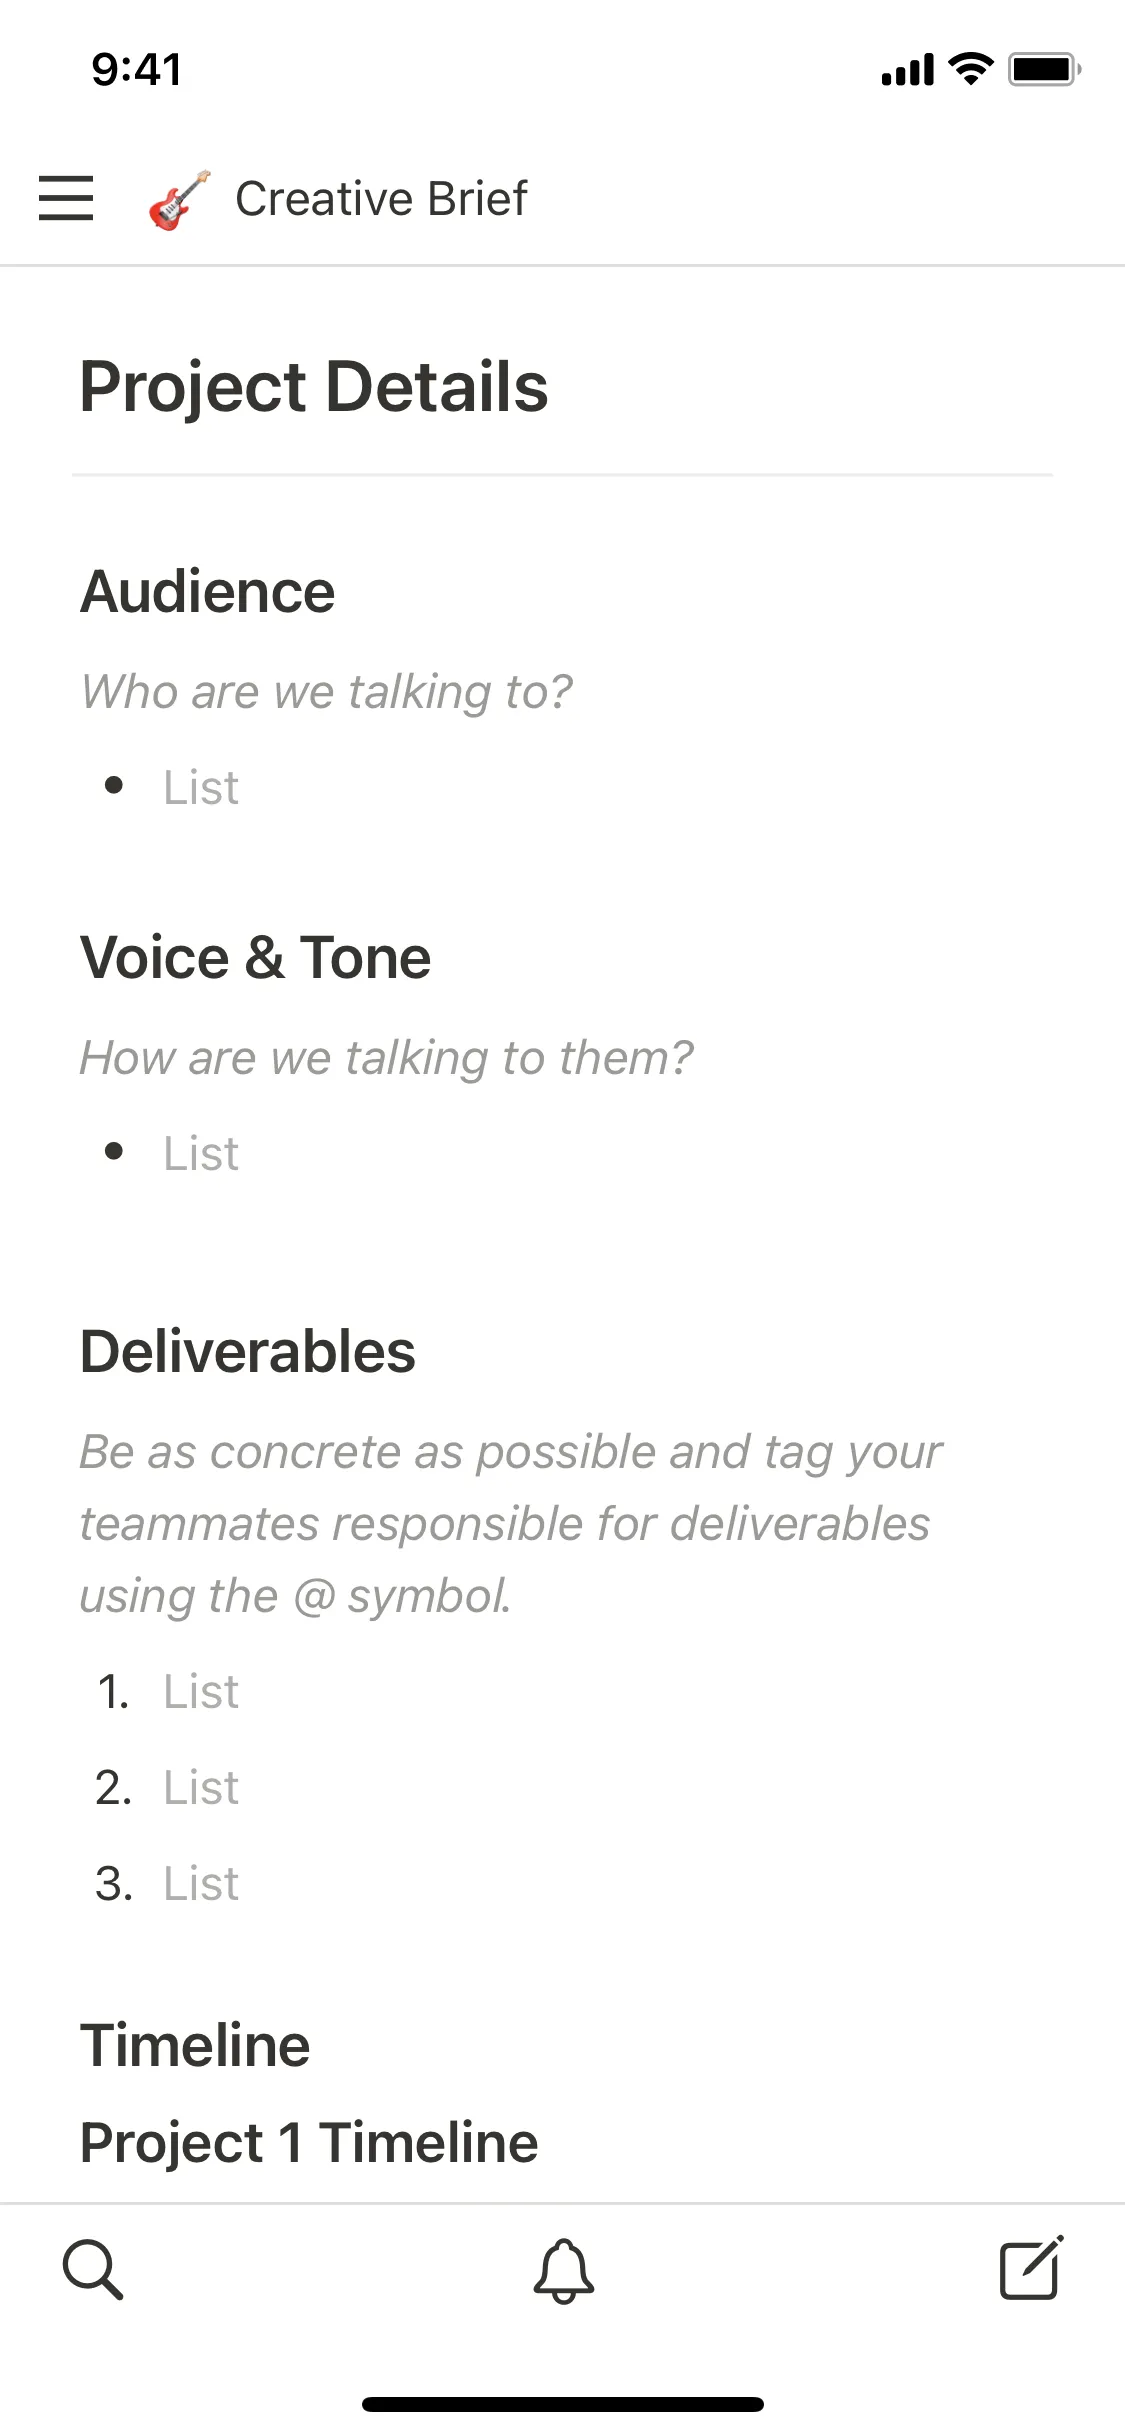 9:41
Creative Brief
Project Details
Audience
Who are we talking to?
• List
Voice & Tone
How are we talking to them?
• List
Deliverables
Be as concrete as possible and tag your
teammates responsible for deliverables
using the @ symbol.
1. List
2. List
3. List
Timeline
Project 1 Timeline